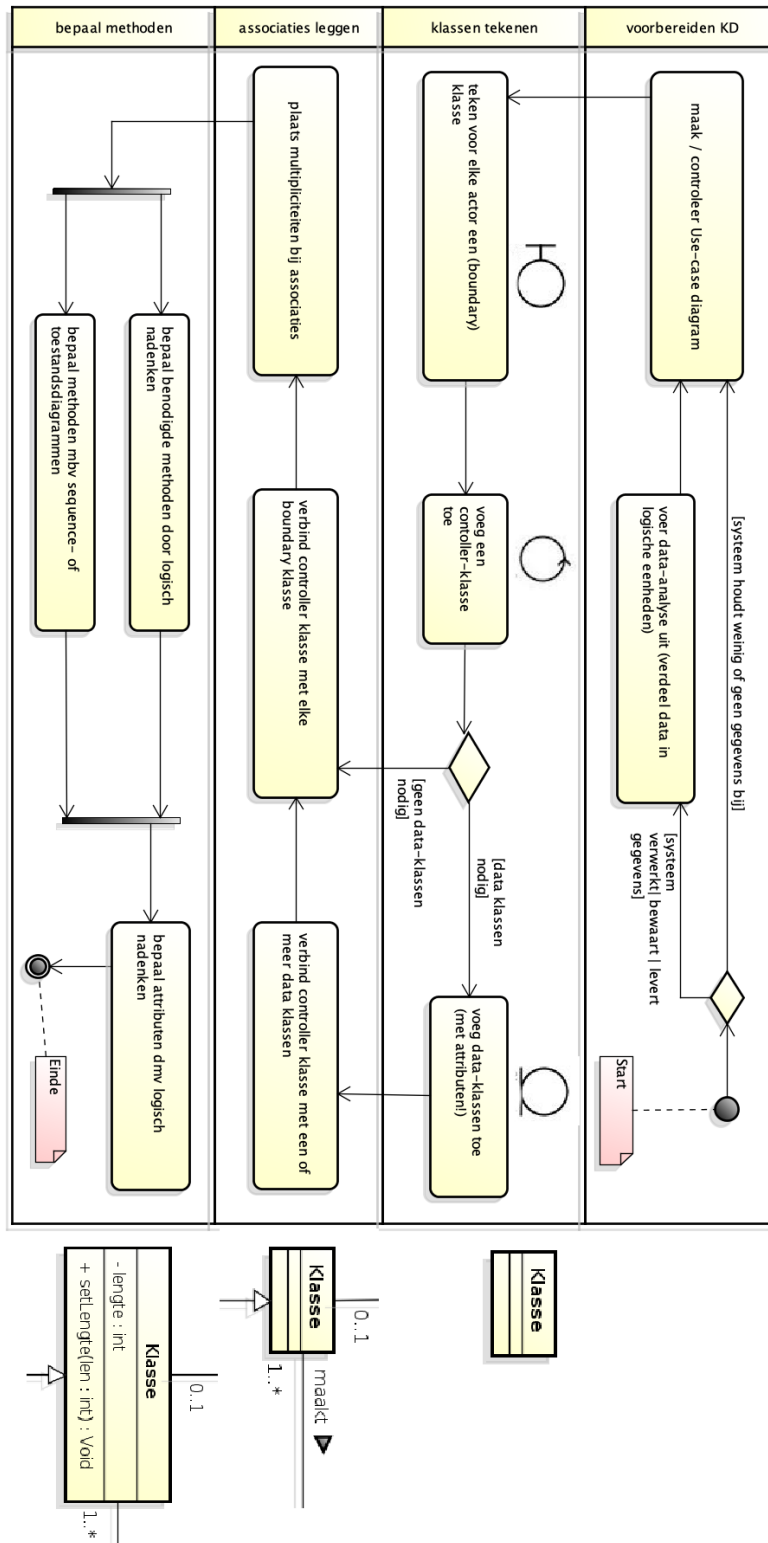 bepaal methoden
associaties leggen
klassen tekenen
voorbereiden KD
Start
[systeem
verwerkt| bewaart | levert
gegevens]
[systeem houdt weinig of geen gegevens bij]
voer data-analyse uit (verdeel data in
logische eenheden)
maak / controleer Use-case diagram
teken voor elke actor een (boundary)
klasse
voeg een
contoller-klasse
toe
[data klassen
nodig]
[geen data-klassen
nodig]
voeg data-klassen toe
(met attributen!)
Klasse
verbind controller klasse met een of
meer data klassen
verbind controller klasse met elke
boundary klasse
plaats multipliciteiten bij associaties
0..1
Klasse
maakt
1..*
bepaal benodigde methoden door logisch
nadenken
bepaal methoden mbv sequence- of
toestandsdiagrammen
bepaal attributen dmv logisch
nadenken
Einde
0..1
Klasse
- lengte : int
+ setLengte(len : int) : Void
1..*